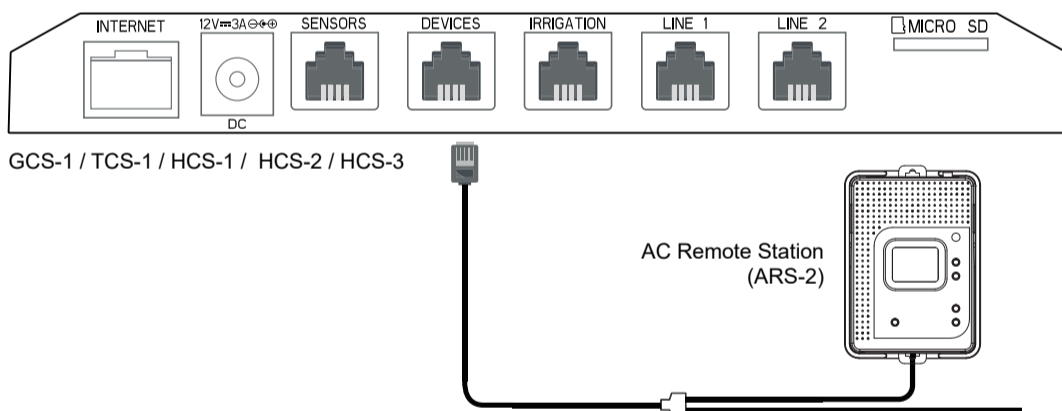 INTERNET
12V⎓3A⊖-⊙-⊕
SENSORS
DEVICES
IRRIGATION
LINE 1
LINE 2
MICRO SD
DC
GCS-1 / TCS-1 / HCS-1 / HCS-2 / HCS-3
AC Remote Station
(ARS-2)